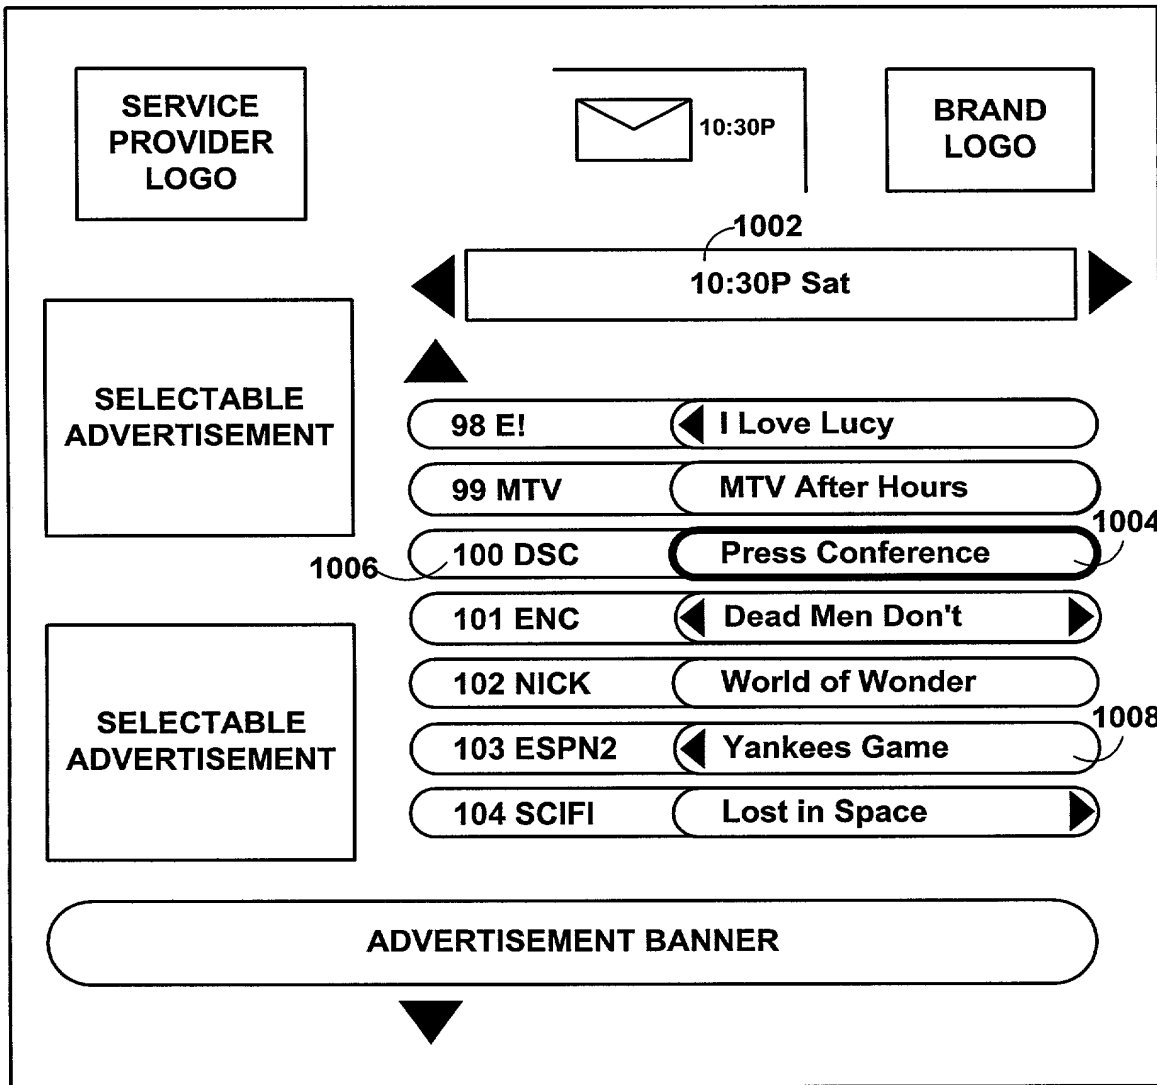 SERVICE
PROVIDER
LOGO
10:30P
BRAND
LOGO
1002
10:30P Sat
SELECTABLE
ADVERTISEMENT
98 E! I Love Lucy
99 MTV MTV After Hours
1004
100 DSC Press Conference
1006
101 ENC Dead Men Don't
102 NICK World of Wonder
SELECTABLE
ADVERTISEMENT
1008
103 ESPN2 Yankees Game
104 SCIFI Lost in Space
ADVERTISEMENT BANNER